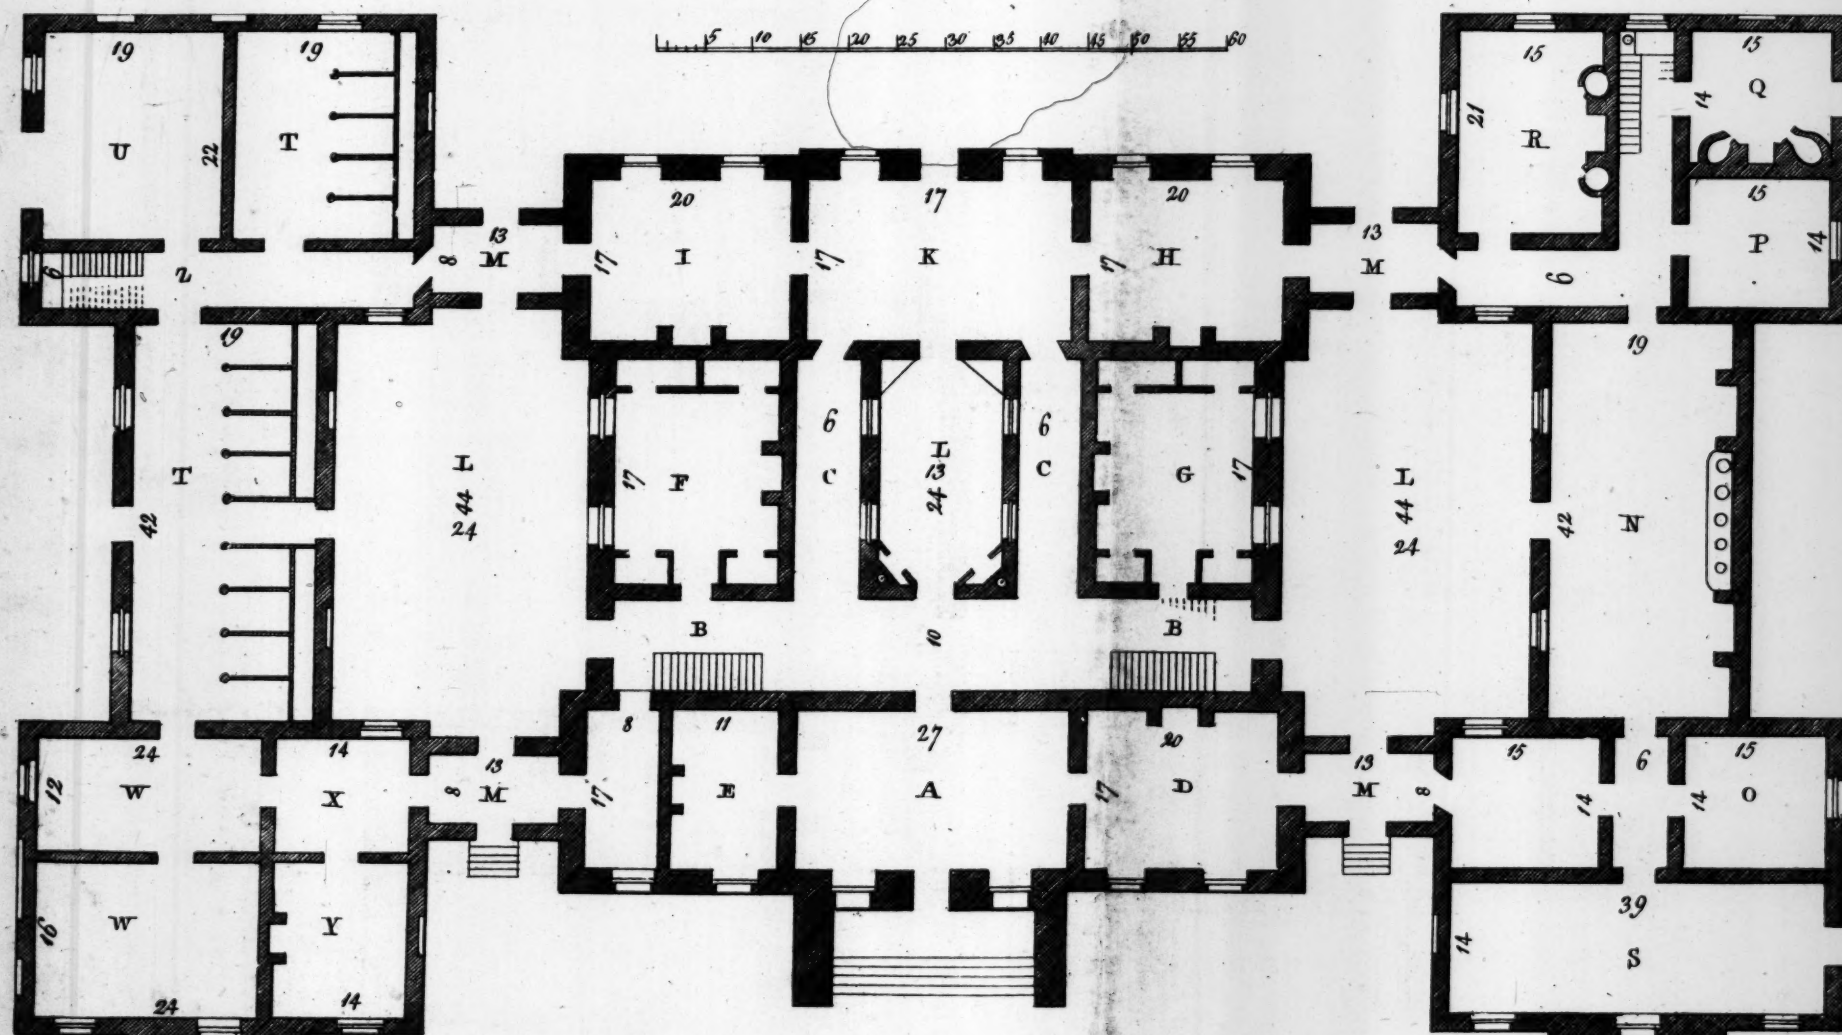 5 10 15 20 25 30 35 40 45 50 55 60
19 19 15 15
U 22 T 21 R 14 Q
20 17 20 15
13 13
6 Z 8 M 17 I 17 K 17 H M 6 P 14
19 19
6 6
T L F 17 C L C G 17 L N
42 44 13 44 42
24 24 24
B 10 B
24 14 8 11 27 20 15 6 15
13 13
12 W X 8 M 17 E A 17 D M 8 14 14 O
16 W Y 39
14 S
24 14